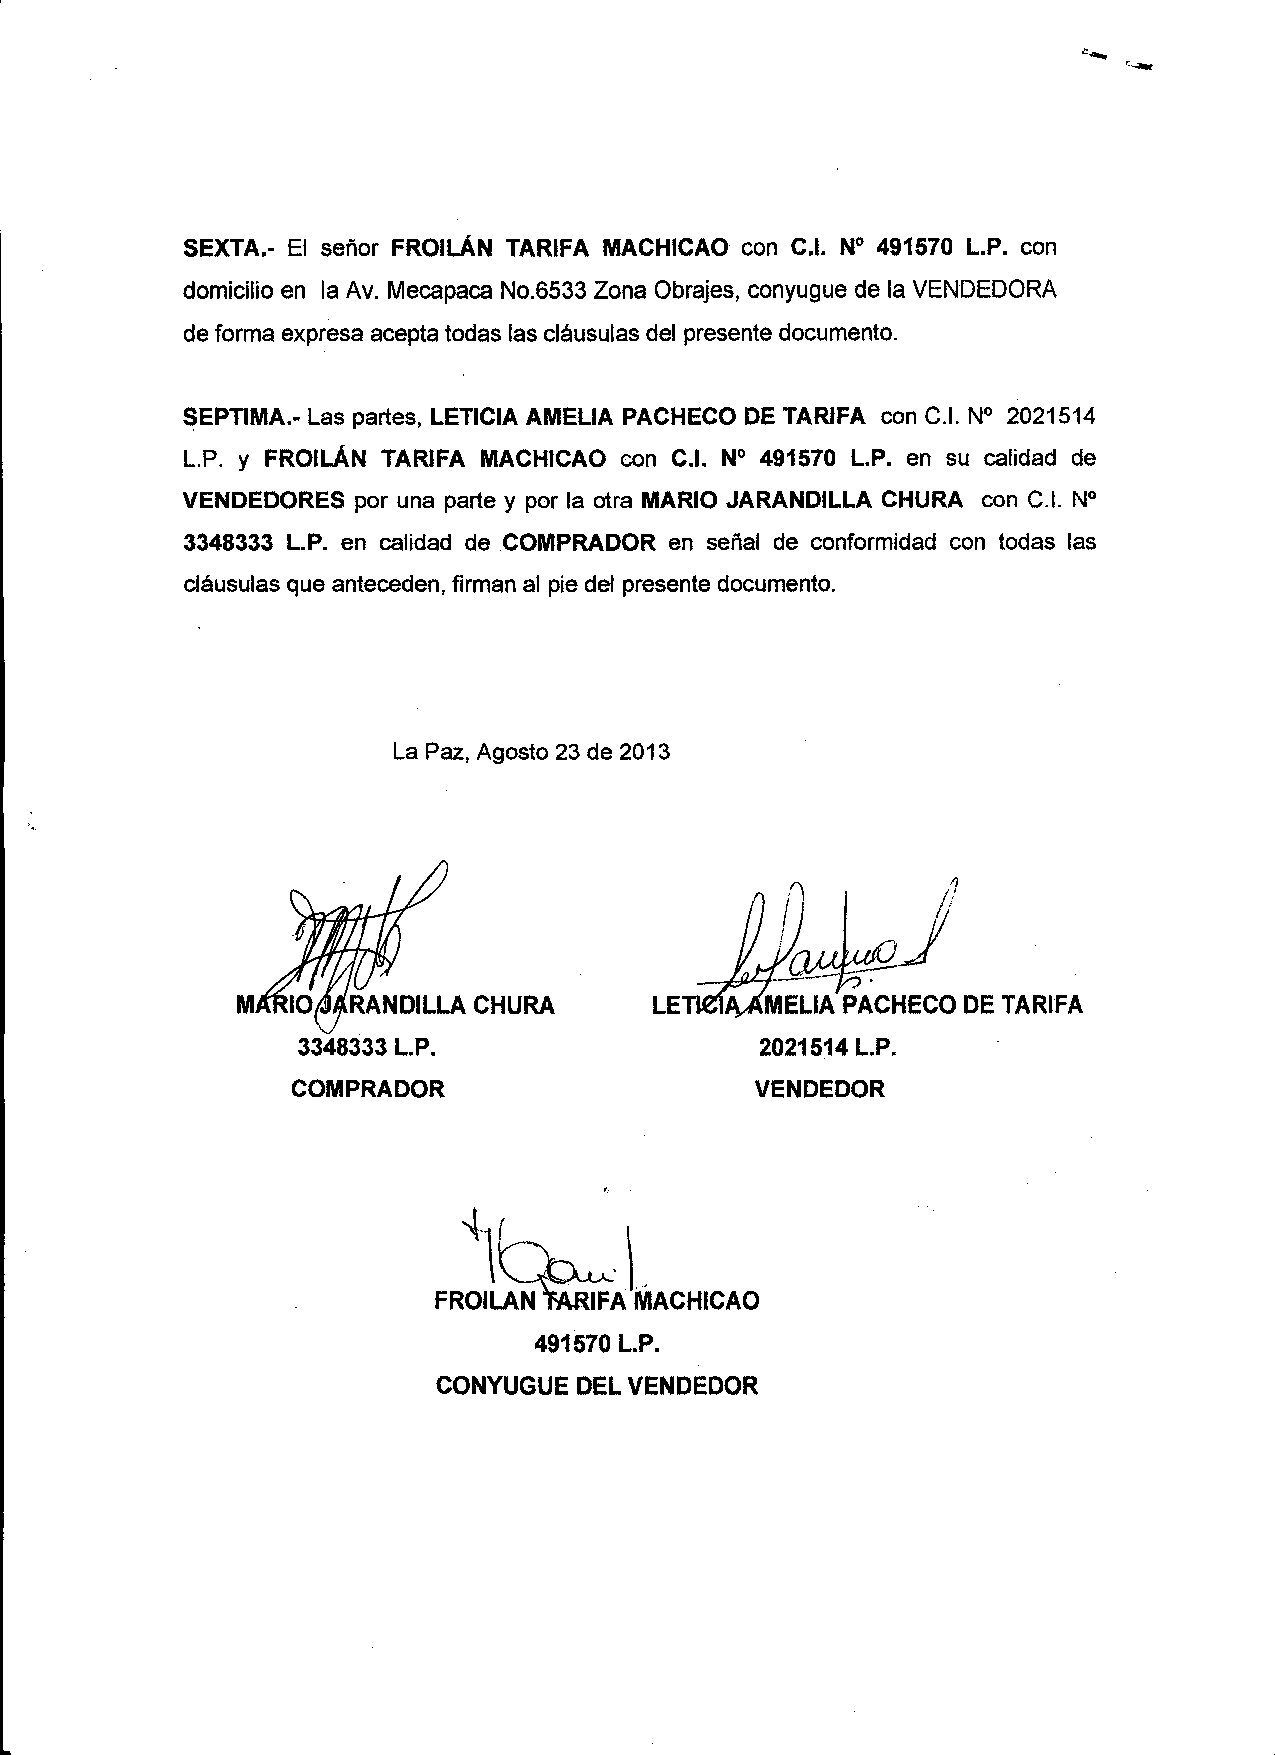 SEXTA.- El señor FROILÁN TARIFA MACHICAO con C.I. Nº 491570 L.P. con
domicilio en la Av. Mecapaca No.6533 Zona Obrajes, conyugue de la VENDEDORA
de forma expresa acepta todas las cláusulas del presente documento.
SEPTIMA.- Las partes, LETICIA AMELIA PACHECO DE TARIFA con C.I. Nº 2021514
L.P. y FROILÁN TARIFA MACHICAO con C.I. Nº 491570 L.P. en su calidad de
VENDEDORES por una parte y por la otra MARIO JARANDILLA CHURA con C.I. Nº
3348333 L.P. en calidad de COMPRADOR en señal de conformidad con todas las
cláusulas que anteceden, firman al pie del presente documento.
La Paz, Agosto 23 de 2013
MARIO JARANDILLA CHURA LETICIA AMELIA PACHECO DE TARIFA
3348333 L.P. 2021514 L.P.
COMPRADOR VENDEDOR
FROILAN TARIFA MACHICAO
491570 L.P.
CONYUGUE DEL VENDEDOR